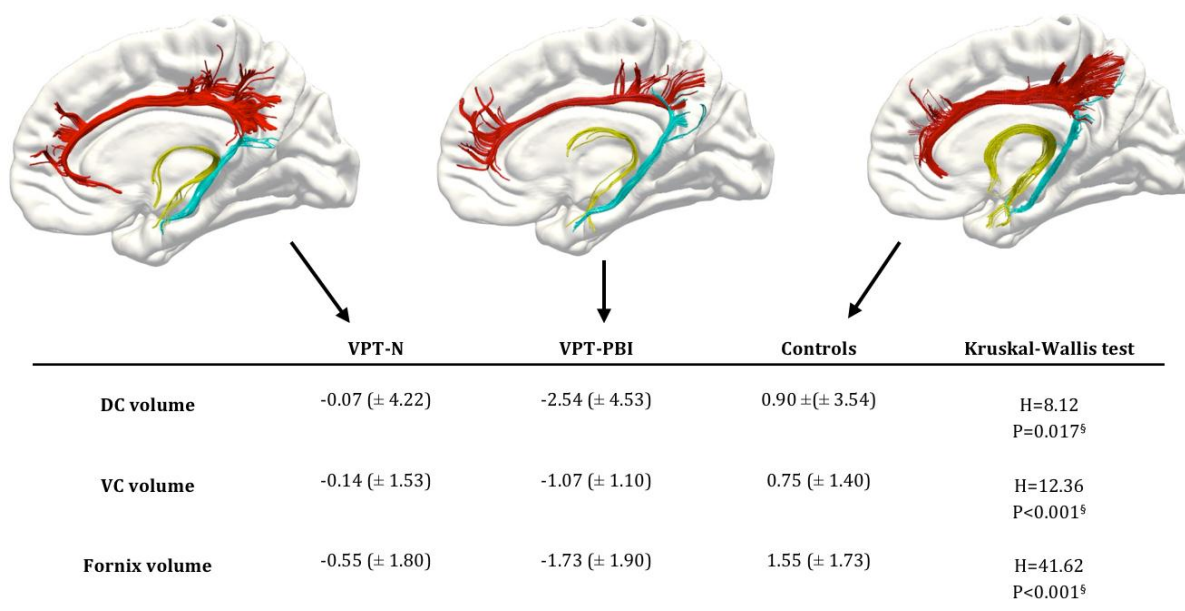 VPT-N VPT-PBI Controls Kruskal-Wallis test
DC volume -0.07 (± 4.22) -2.54 (± 4.53) 0.90 ±(± 3.54) H=8.12
P=0.017§
VC volume -0.14 (± 1.53) -1.07 (± 1.10) 0.75 (± 1.40) H=12.36
P<0.001§
Fornix volume -0.55 (± 1.80) -1.73 (± 1.90) 1.55 (± 1.73) H=41.62
P<0.001§